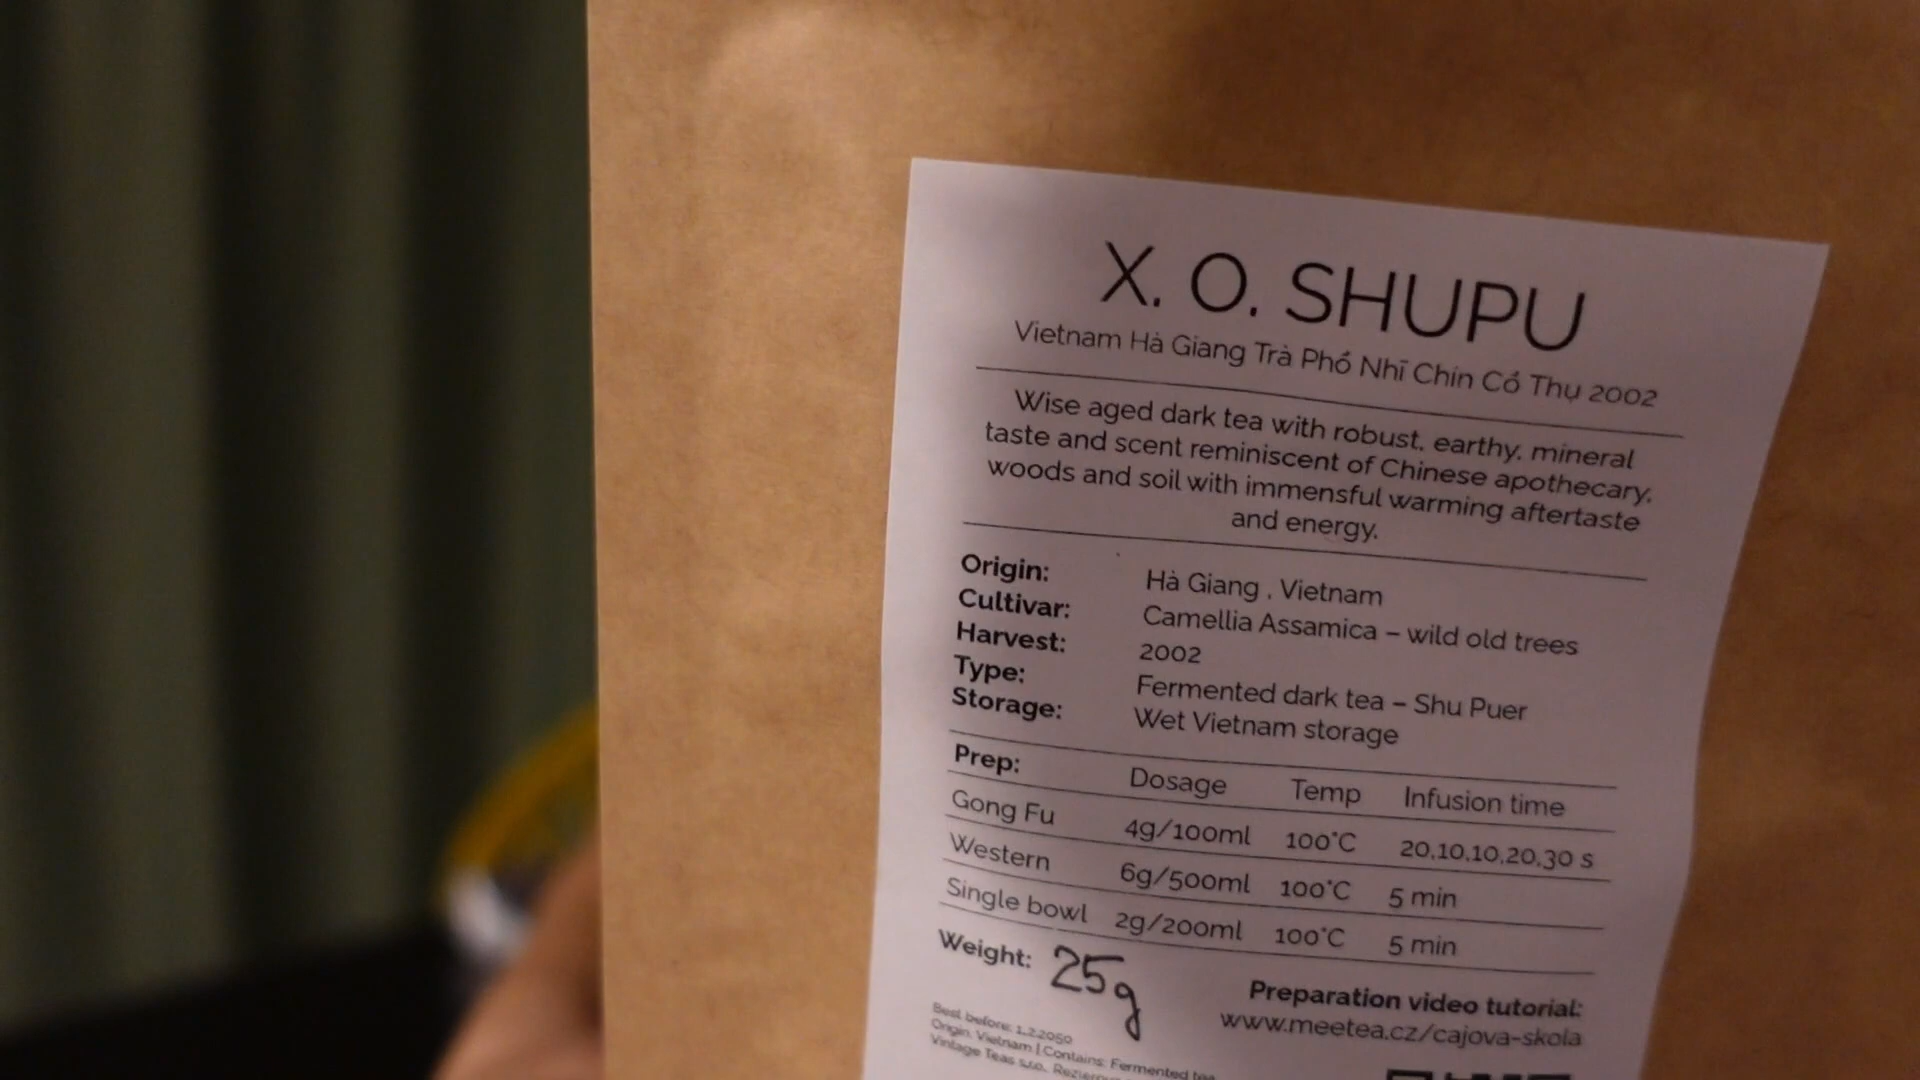 X. O. SHUPU
Vietnam Hà Giang Trà Phổ Nhĩ Chín Cổ Thụ 2002
Wise aged dark tea with robust, earthy, mineral
taste and scent reminiscent of Chinese apothecary,
woods and soil with immensful warming aftertaste
and energy.
Origin: Hà Giang , Vietnam
Cultivar: Camellia Assamica – wild old trees
Harvest: 2002
Type: Fermented dark tea – Shu Puer
Storage: Wet Vietnam storage
Prep: Dosage Temp Infusion time
Gong Fu 4g/100ml 100°C 20,10,10,20,30 s
Western 6g/500ml 100°C 5 min
Single bowl 2g/200ml 100°C 5 min
Weight: 25g
Preparation video tutorial:
www.meetea.cz/cajova-skola
Best before: 1.2.2050
Origin: Vietnam | Contains: Fermented tea
Vintage Teas s.r.o.